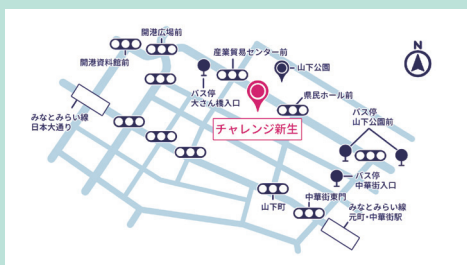 開港広場前
開港資料館前
産業貿易センター前
N
山下公園
バス停
大さん橋入口
県民ホール前
みなとみらい線
日本大通り
チャレンジ新生
バス停
山下公園前
バス停
中華街入口
山下町
中華街東門
みなとみらい線
元町・中華街駅